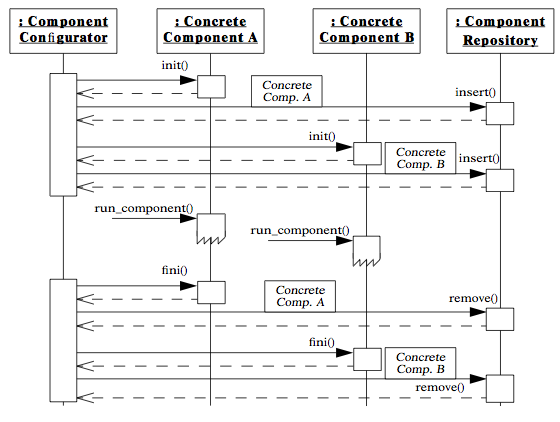 : Component
Configurator
: Concrete
Component A
: Concrete
Component B
: Component
Repository
init()
Concrete
Comp. A
insert()
init()
Concrete
Comp. B
insert()
run_component()
run_component()
fini()
Concrete
Comp. A
remove()
fini()
Concrete
Comp. B
remove()